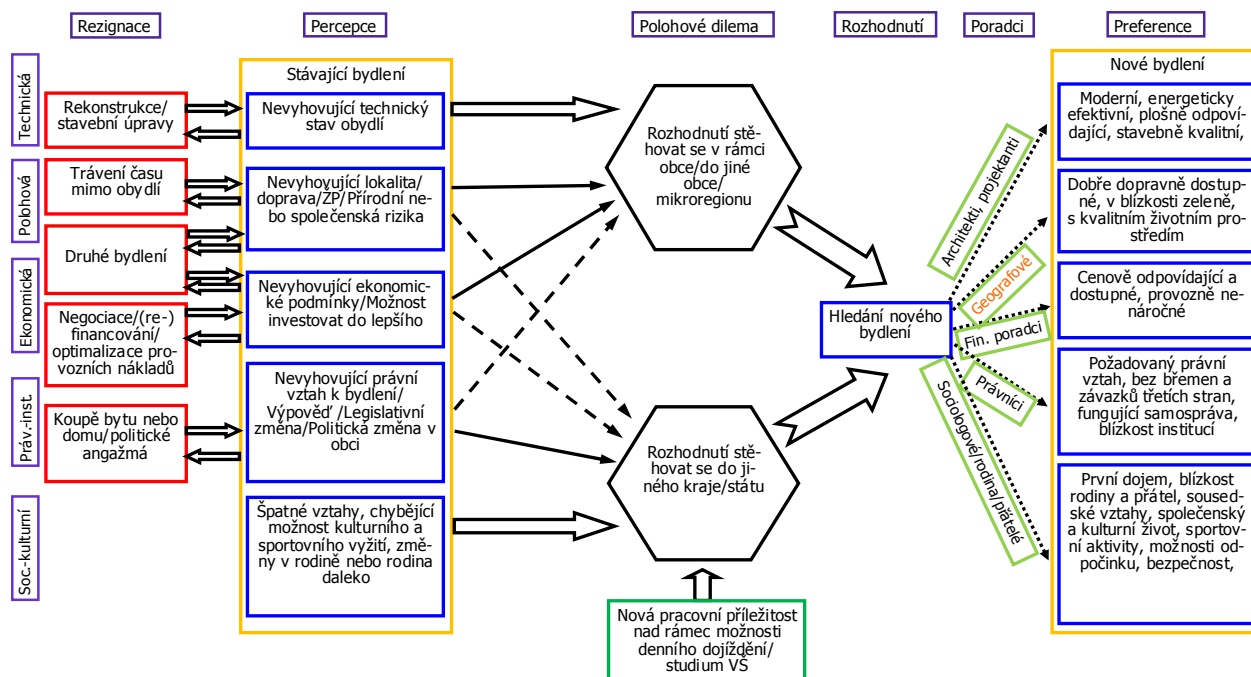 Rezignace
Percepce
Polohové dilema
Rozhodnutí
Poradci
Preference
Technická
Polohová
Ekonomická
Práv.-inst.
Soc.-kulturní
Rekonstrukce/
stavební úpravy
Trávení času
mimo obydlí
Druhé bydlení
Negociace/(re-)
financování/
optimalizace pro-
vozních nákladů
Koupě bytu nebo
domu/politické
angažmá
Stávající bydlení
Nevyhovující technický
stav obydlí
Nevyhovující lokalita/
doprava/ŽP/Přírodní ne-
bo společenská rizika
Nevyhovující ekonomic-
ké podmínky/Možnost
investovat do lepšího
Nevyhovující právní
vztah k bydlení/
Výpověď/Legislativní
změna/Politická změna v
obci
Špatné vztahy, chybějící
možnost kulturního a
sportovního vyžití, změ-
ny v rodině nebo rodina
daleko
Rozhodnutí stě-
hovat se v rámci
obce/do jiné
obce/
mikroregionu
Rozhodnutí stě-
hovat se do ji-
ného kraje/státu
Nová pracovní příležitost
nad rámec možnosti
denního dojíždění/
studium VŠ
Hledání nového
bydlení
Architekti, projektanti
Geografové
Fin. poradci
Právníci
Sociologové/rodina/přátelé
Nové bydlení
Moderní, energeticky
efektivní, plošně odpoví-
dající, stavebně kvalitní,
Dobře dopravně dostup-
né, v blízkosti zeleně,
s kvalitním životním pro-
středím
Cenově odpovídající a
dostupné, provozně ne-
náročné
Požadovaný právní
vztah, bez břemen a
závazků třetích stran,
fungující samospráva,
blízkost institucí
První dojem, blízkost
rodiny a přátel, souse-
dské vztahy, společenský
a kulturní život, sportov-
ní aktivity, možnosti od-
počinku, bezpečnost,